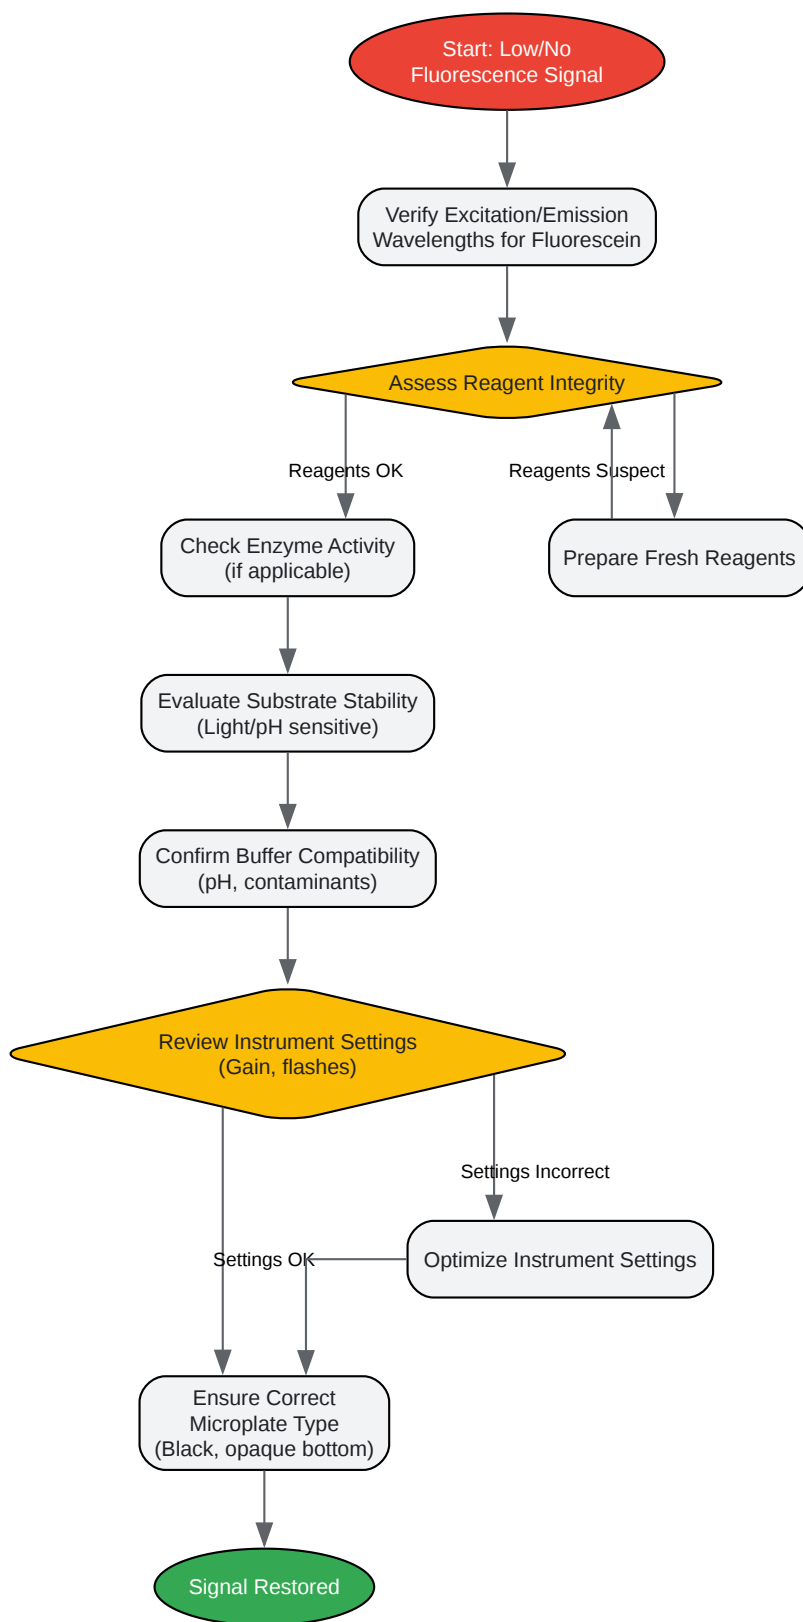 Start: Low/No
Fluorescence Signal
Verify Excitation/Emission
Wavelengths for Fluorescein
Assess Reagent Integrity
Reagents OK
Reagents Suspect
Check Enzyme Activity
(if applicable)
Prepare Fresh Reagents
Evaluate Substrate Stability
(Light/pH sensitive)
Confirm Buffer Compatibility
(pH, contaminants)
Review Instrument Settings
(Gain, flashes)
Settings Incorrect
Settings OK
Optimize Instrument Settings
Ensure Correct
Microplate Type
(Black, opaque bottom)
Signal Restored